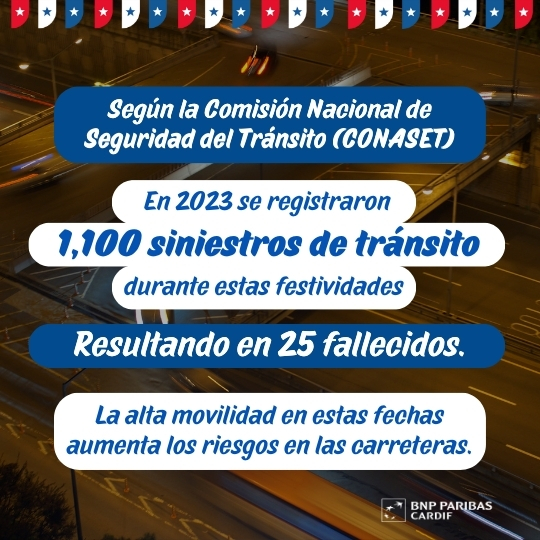 Según la Comisión Nacional de
Seguridad del Tránsito (CONASET)
En 2023 se registraron
1,100 siniestros de tránsito
durante estas festividades
Resultando en 25 fallecidos.
La alta movilidad en estas fechas
aumenta los riesgos en las carreteras.
BNP PARIBAS
CARDIF